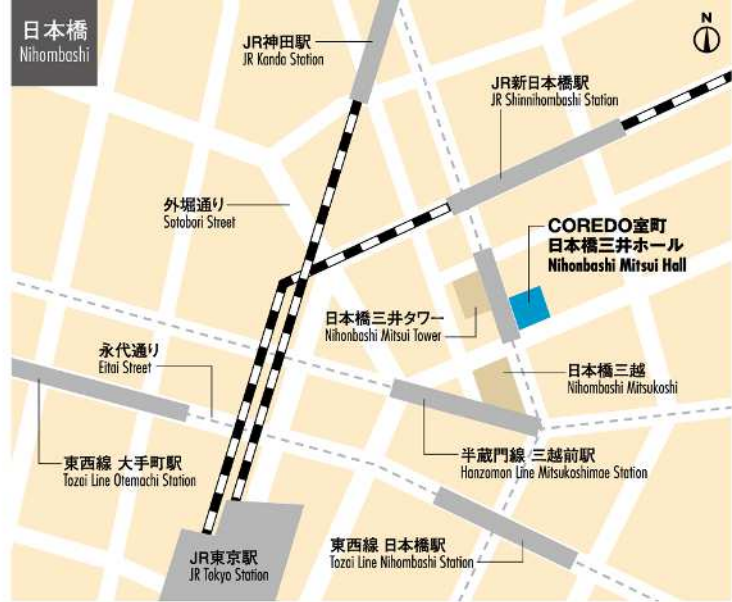 日本橋
Nihombashi
N
JR神田駅
JR Kanda Station
JR新日本橋駅
JR Shinnihombashi Station
外堀通り
Sotobori Street
COREDO室町
日本橋三井ホール
Nihonbashi Mitsui Hall
日本橋三井タワー
Nihonbashi Mitsui Tower
永代通り
Eitai Street
日本橋三越
Nihombashi Mitsukoshi
東西線 大手町駅
Tozai Line Otemachi Station
半蔵門線 三越前駅
Hanzomon Line Mitsukoshimae Station
JR東京駅
JR Tokyo Station
東西線 日本橋駅
Tozai Line Nihombashi Station